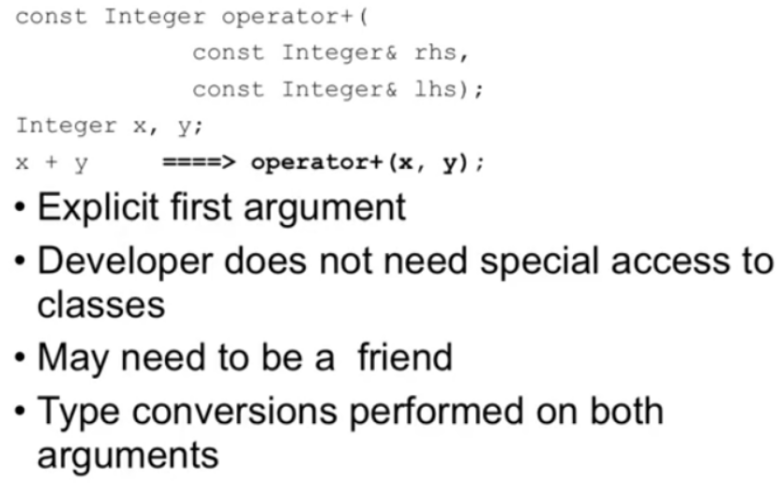 const Integer operator+(
const Integer& rhs,
const Integer& lhs);
Integer x, y;
x + y ====> operator+(x, y);
• Explicit first argument
• Developer does not need special access to
classes
• May need to be a friend
• Type conversions performed on both
arguments